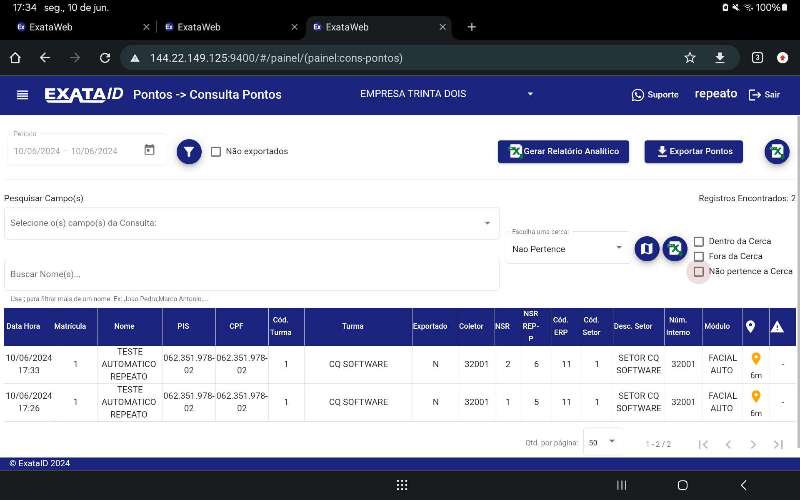 17:34 seg., 10 de jun. 100%
ExataWeb ExataWeb ExataWeb
144.22.149.125:9400/#/painel/(painel:cons-pontos) 3
EXATAID Pontos -> Consulta Pontos EMPRESA TRINTA DOIS Suporte repeato Sair
Período
10/06/2024 – 10/06/2024 Não exportados Gerar Relatório Analítico Exportar Pontos
Pesquisar Campo(s) Registros Encontrados: 2
Selecione o(s) campo(s) da Consulta:
Escolha uma cerca:
Nao Pertence
Dentro da Cerca
Fora da Cerca
Não pertence a Cerca
Buscar Nome(s)...
Use ; para filtrar mais de um nome. Ex: Joao Pedro;Marco Antonio;...
Data Hora Matrícula Nome PIS CPF Cód. Turma Turma Exportado Coletor NSR NSR REP-P Cód. ERP Cód. Setor Desc. Setor Núm. Interno Módulo
10/06/2024 17:33 1 TESTE AUTOMATICO REPEATO 062.351.978-02 062.351.978-02 1 CQ SOFTWARE N 32001 2 6 11 1 SETOR CQ SOFTWARE 32001 FACIAL AUTO 6m -
10/06/2024 17:26 1 TESTE AUTOMATICO REPEATO 062.351.978-02 062.351.978-02 1 CQ SOFTWARE N 32001 1 5 11 1 SETOR CQ SOFTWARE 32001 FACIAL AUTO 6m -
Qtd. por página: 50 1 - 2 / 2
© ExataID 2024